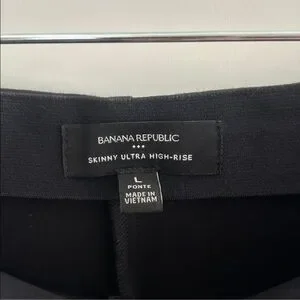 BANANA REPUBLIC
SKINNY ULTRA HIGH-RISE
L
PONTE
MADE IN
VIETNAM